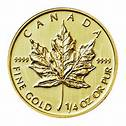 CANADA
9999 9999
FINE GOLD 1/4 OZ OR PUR